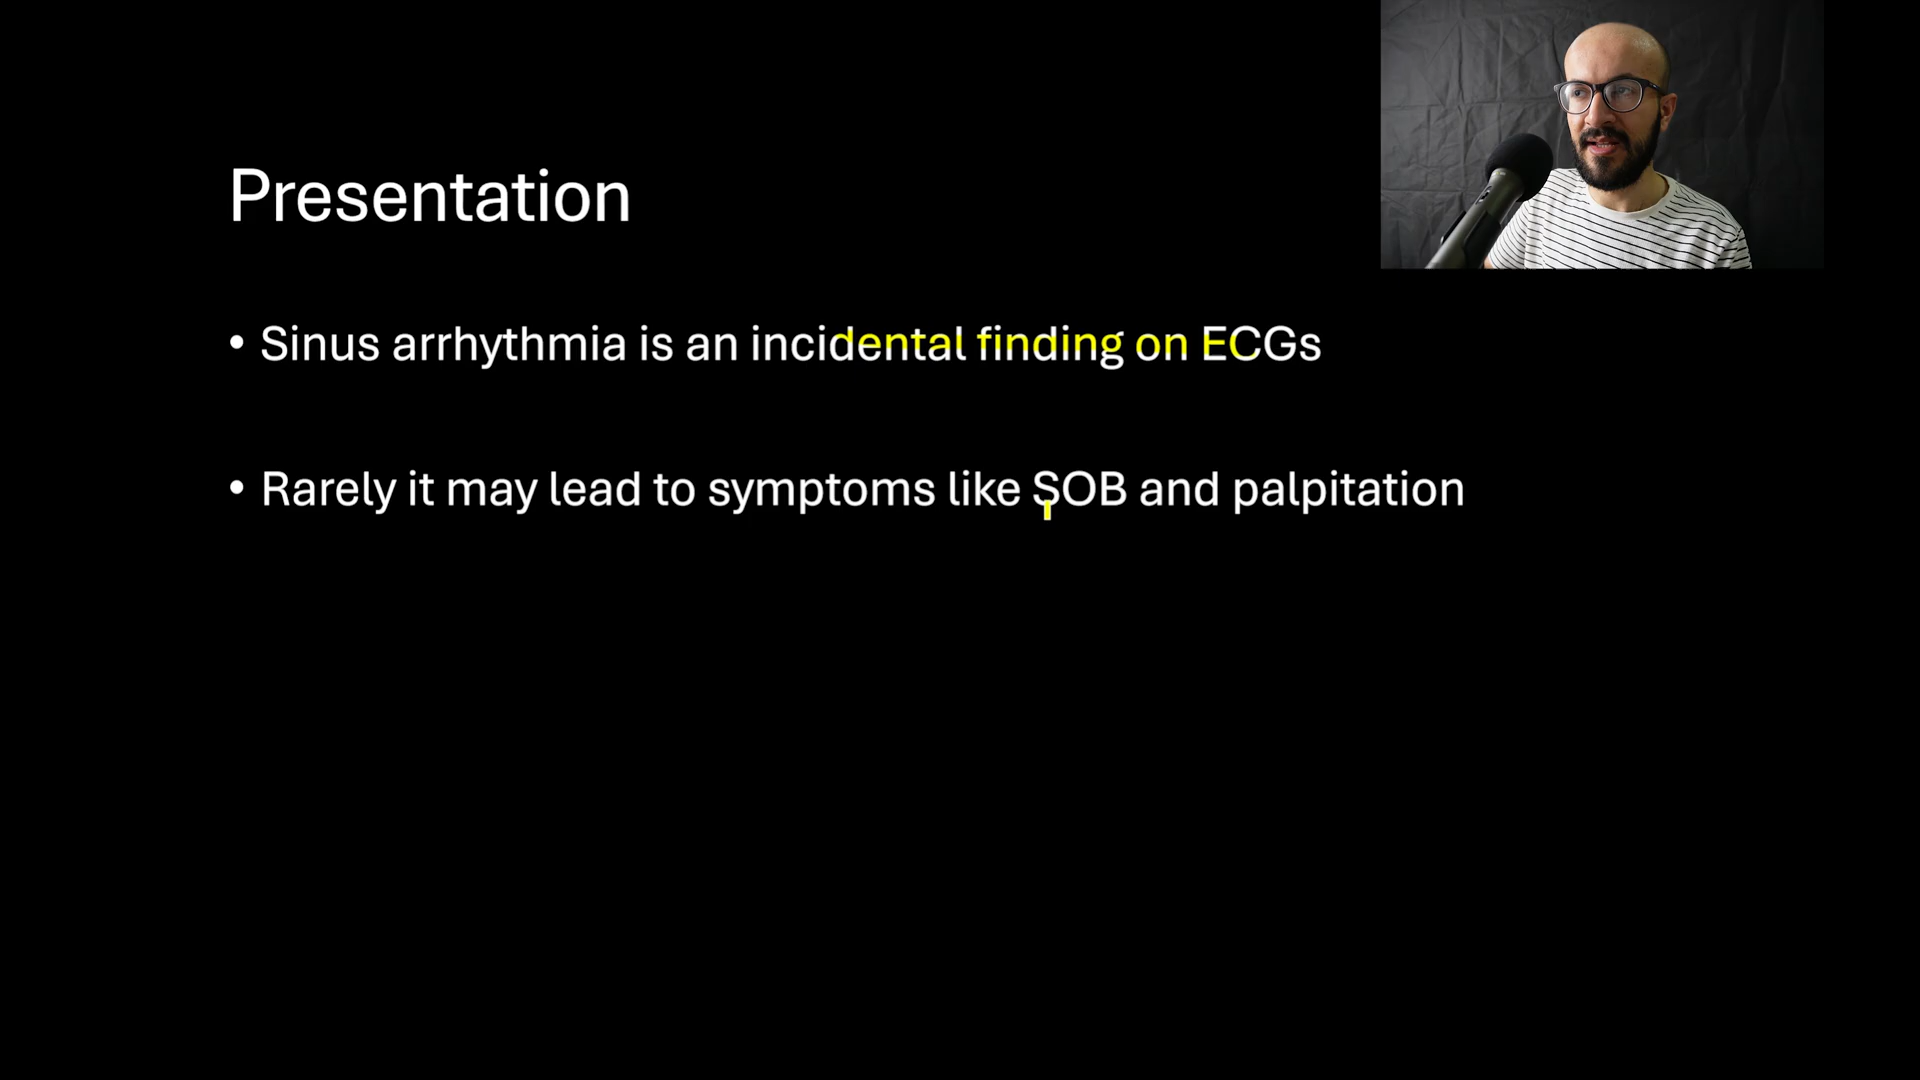 Presentation
• Sinus arrhythmia is an incidental finding on ECGs
• Rarely it may lead to symptoms like SOB and palpitation